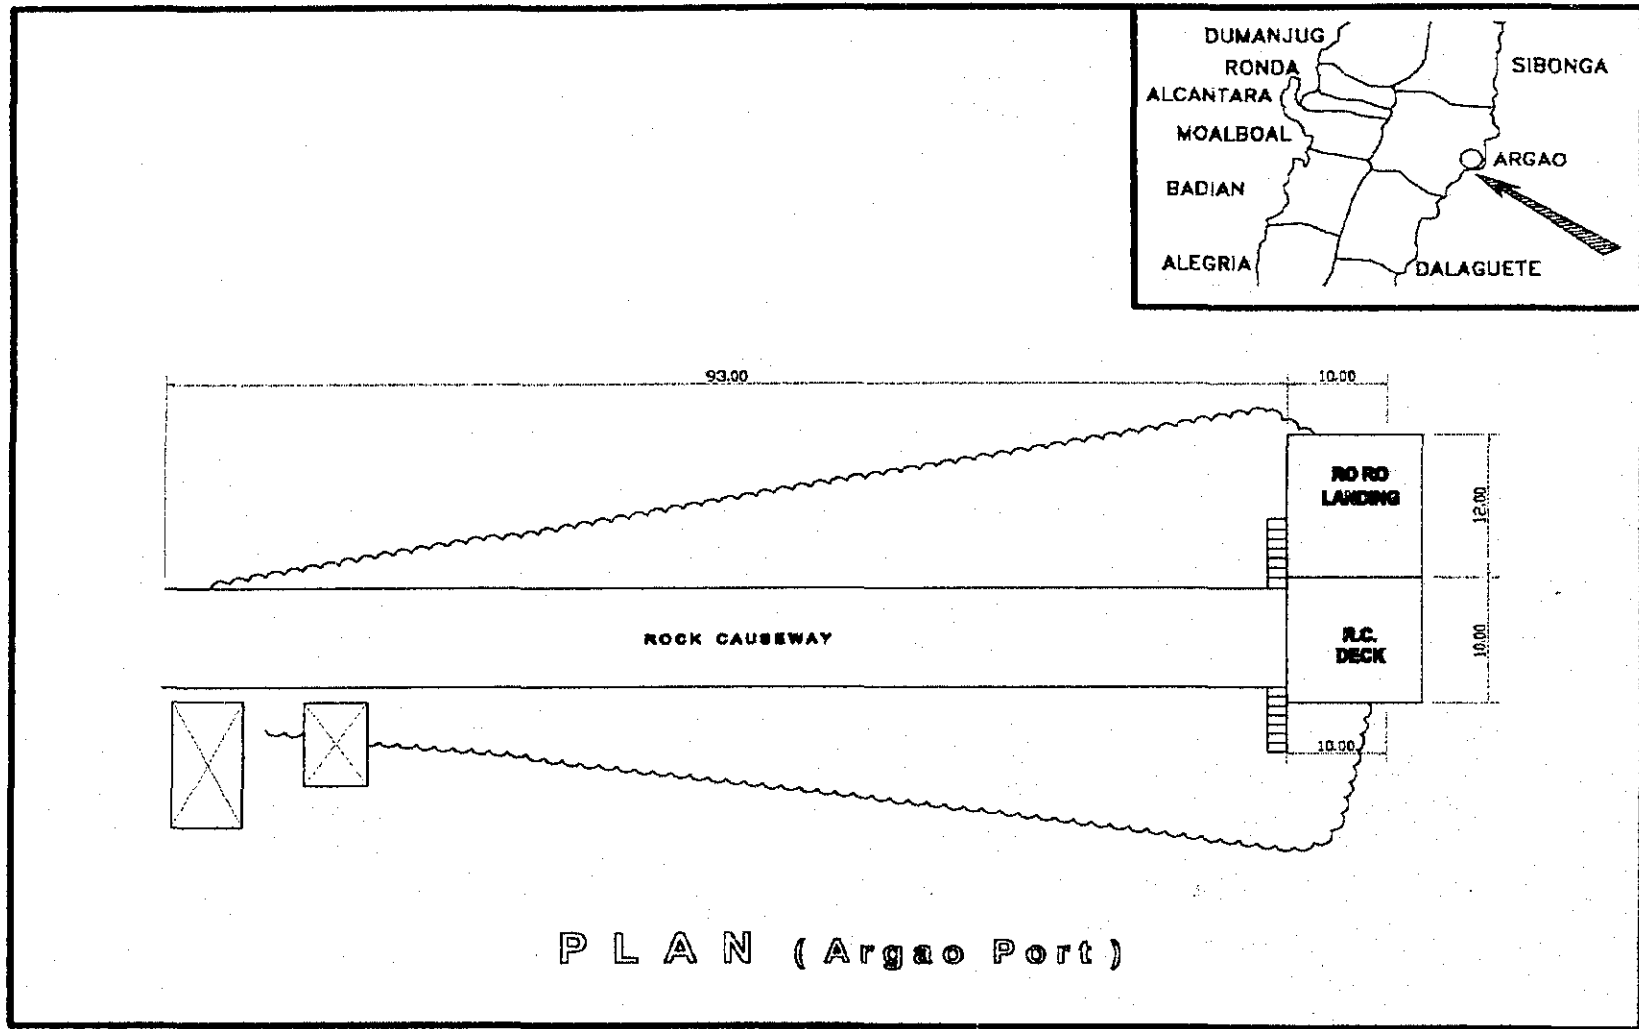 DUMANJUG
RONDA
SIBONGA
ALCANTARA
MOALBOAL
ARGAO
BADIAN
ALEGRIA
DALAGUETE
93.00
10.00
RO RO
LANDING
12.00
ROCK CAUSEWAY
R.C.
DECK
10.00
10.00
PLAN (Argao Port)